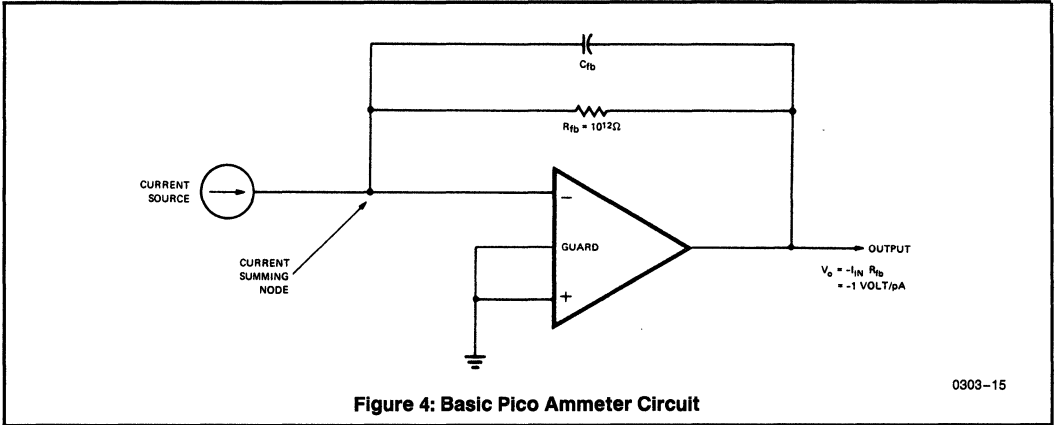 Cfb
Rfb = 10¹²Ω
CURRENT
SOURCE
−
GUARD
+
CURRENT
SUMMING
NODE
OUTPUT
Vo = -IIN Rfb
= -1 VOLT/pA
0303–15
Figure 4: Basic Pico Ammeter Circuit